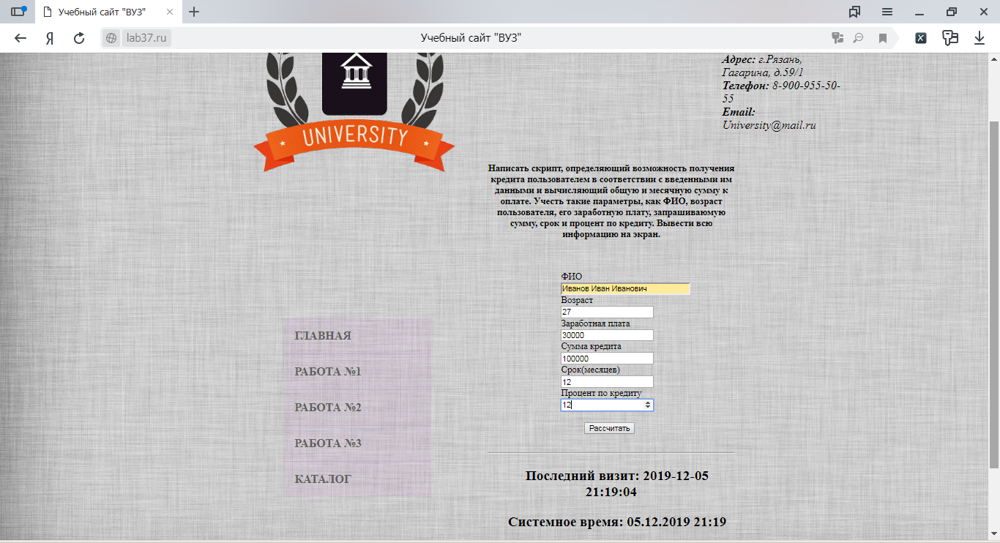 Учебный сайт "ВУЗ"
Я
lab37.ru
Учебный сайт "ВУЗ"
X
UNIVERSITY
Адрес: г.Рязань,
Гагарина, д.59/1
Телефон: 8-900-955-50-
55
Email:
University@mail.ru
Написать скрипт, определяющий возможность получения
кредита пользователем в соответствии с введенными им
данными и вычисляющий общую и месячную сумму к
оплате. Учесть такие параметры, как ФИО, возраст
пользователя, его заработную плату, запрашиваюмую
сумму, срок и процент по кредиту. Вывести всю
информацию на экран.
ФИО
Иванов Иван Иванович
Возраст
27
Заработная плата
30000
Сумма кредита
100000
Срок(месяцев)
12
Процент по кредиту
12
Рассчитать
ГЛАВНАЯ
РАБОТА №1
РАБОТА №2
РАБОТА №3
КАТАЛОГ
Последний визит: 2019-12-05
21:19:04
Системное время: 05.12.2019 21:19